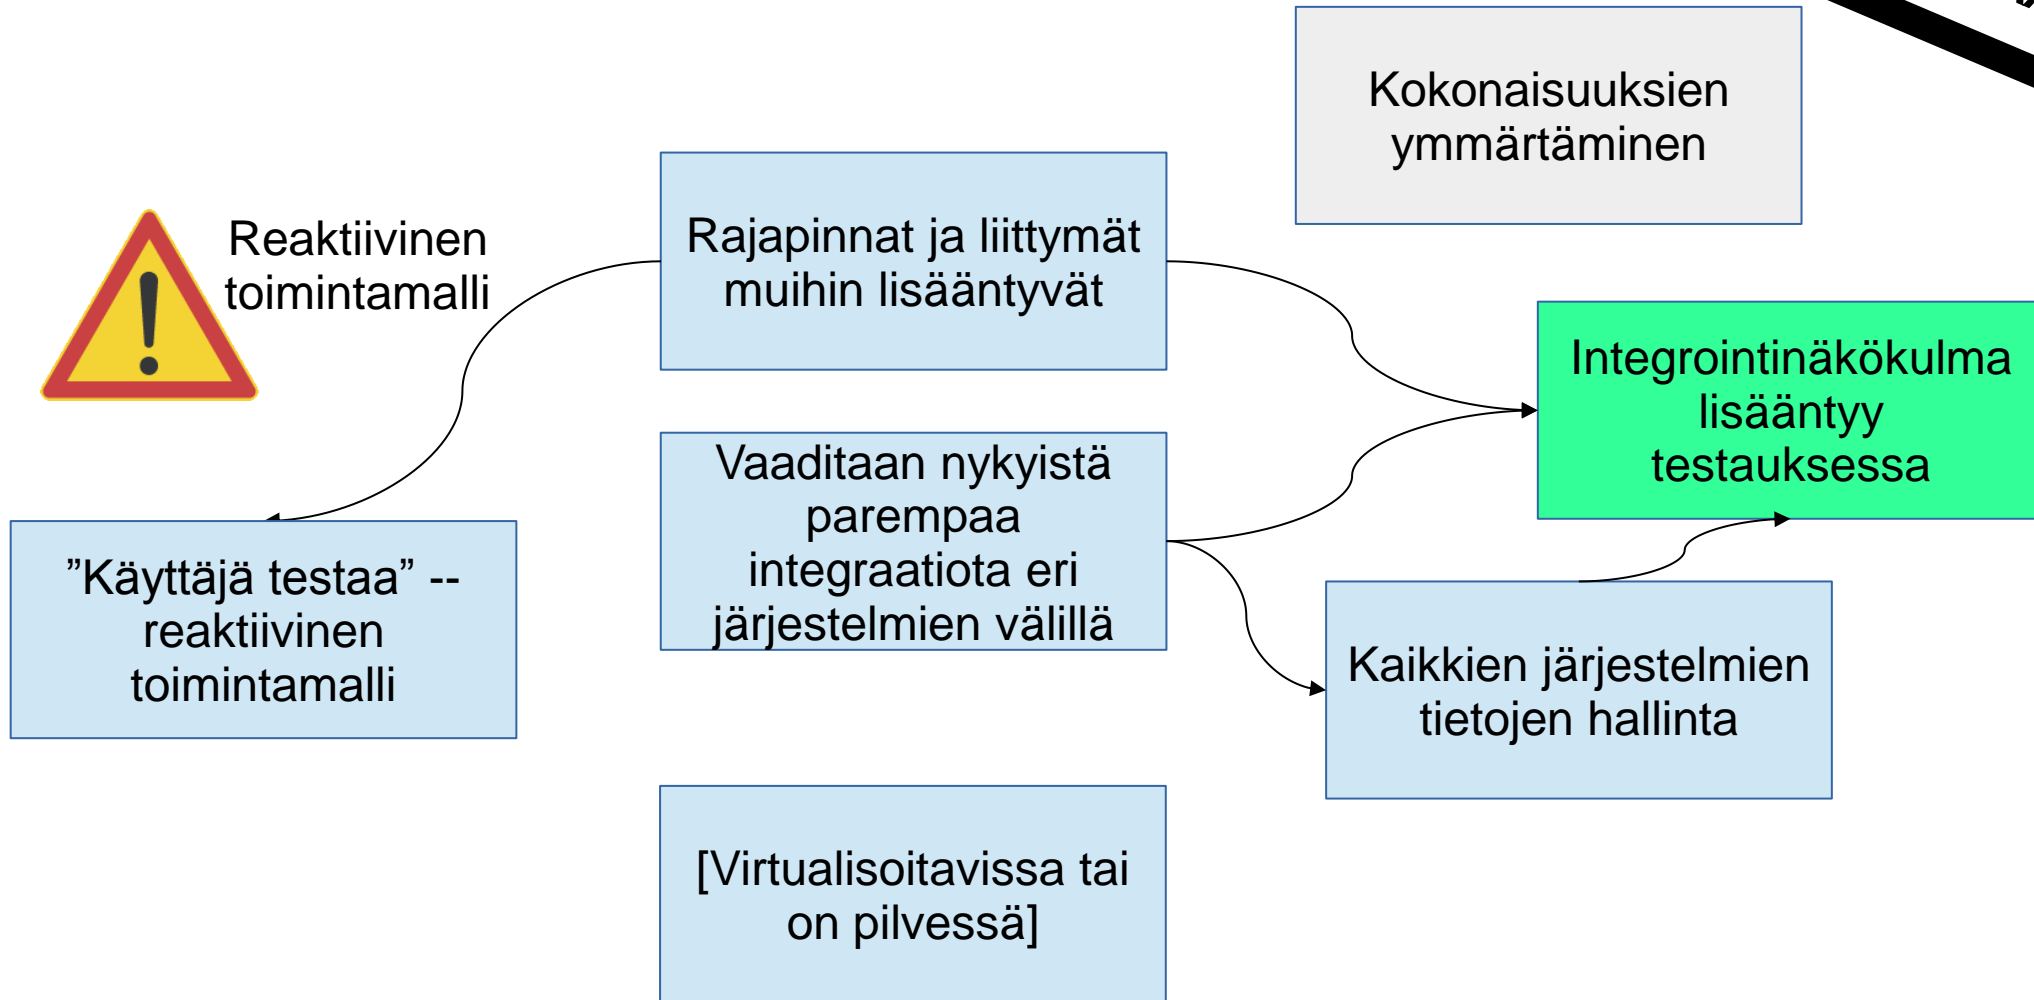 Kokonaisuuksien
ymmärtäminen
Reaktiivinen
toimintamalli
Rajapinnat ja liittymät
muihin lisääntyvät
Integrointinäkökulma
lisääntyy
testauksessa
Vaaditaan nykyistä
parempaa
integraatiota eri
järjestelmien välillä
”Käyttäjä testaa” --
reaktiivinen
toimintamalli
Kaikkien järjestelmien
tietojen hallinta
[Virtualisoitavissa tai
on pilvessä]